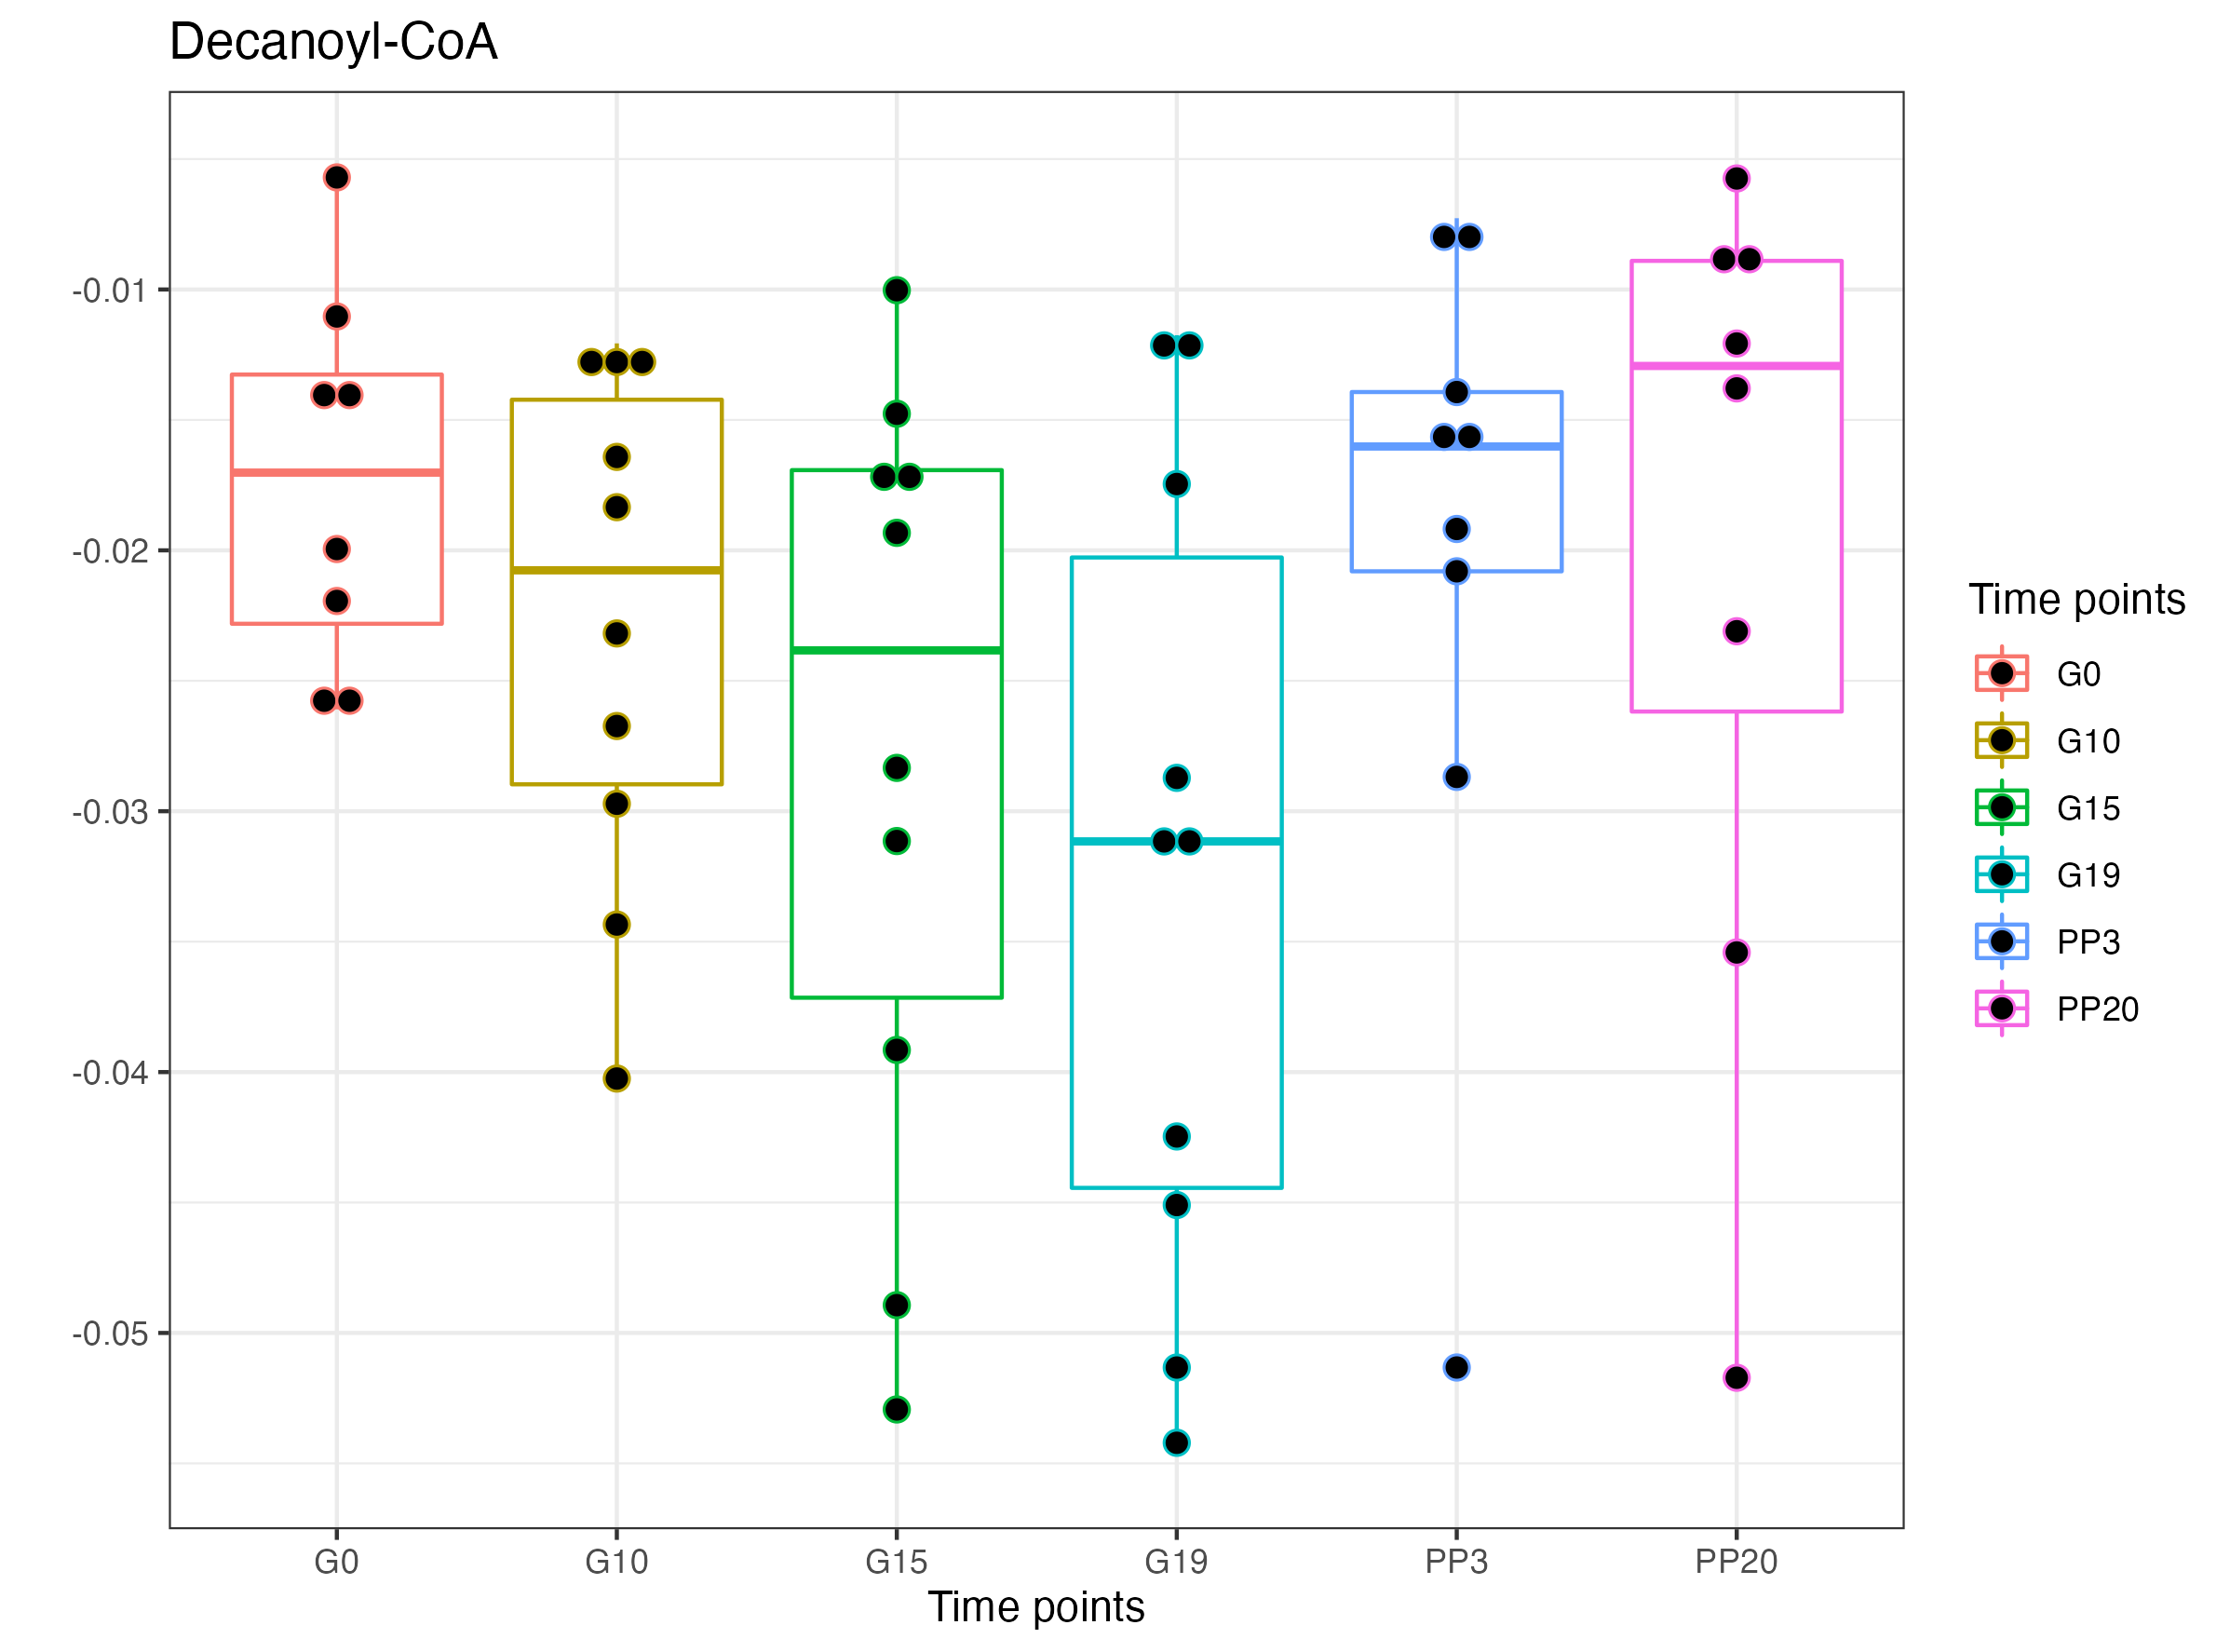 Decanoyl-CoA
-0.01
-0.02
-0.03
-0.04
-0.05
G0 G10 G15 G19 PP3 PP20
Time points
Time points
G0
G10
G15
G19
PP3
PP20